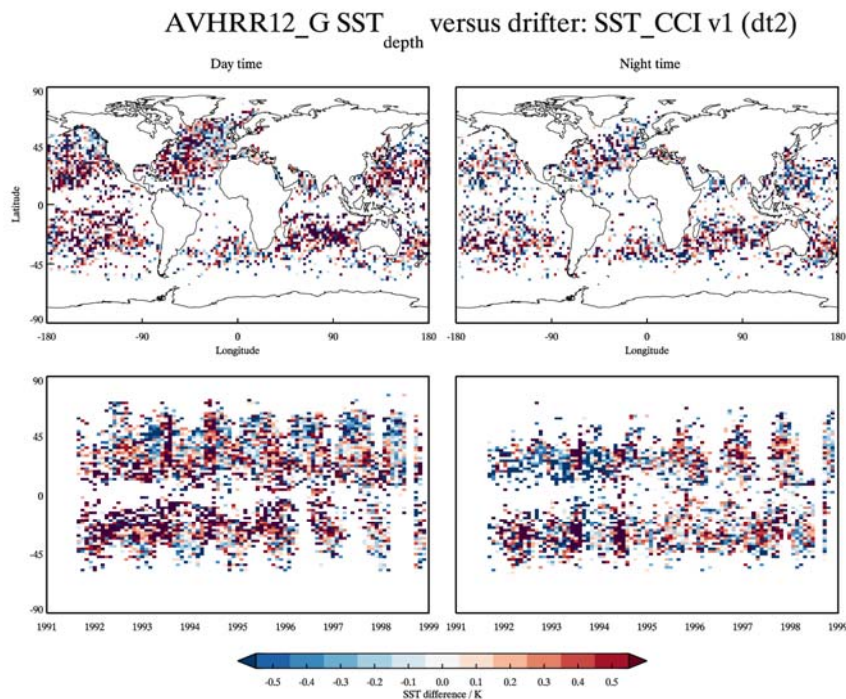 AVHRR12_G SST_depth versus drifter: SST_CCI v1 (dt2)
Day time
Night time
90
45
0
-45
-90
Latitude
-180 -90 0 90 180
Longitude
-180 -90 0 90 180
Longitude
90
45
0
-45
-90
1991 1992 1993 1994 1995 1996 1997 1998 1999
1991 1992 1993 1994 1995 1996 1997 1998 1999
-0.5 -0.4 -0.3 -0.2 -0.1 0.0 0.1 0.2 0.3 0.4 0.5
SST difference / K